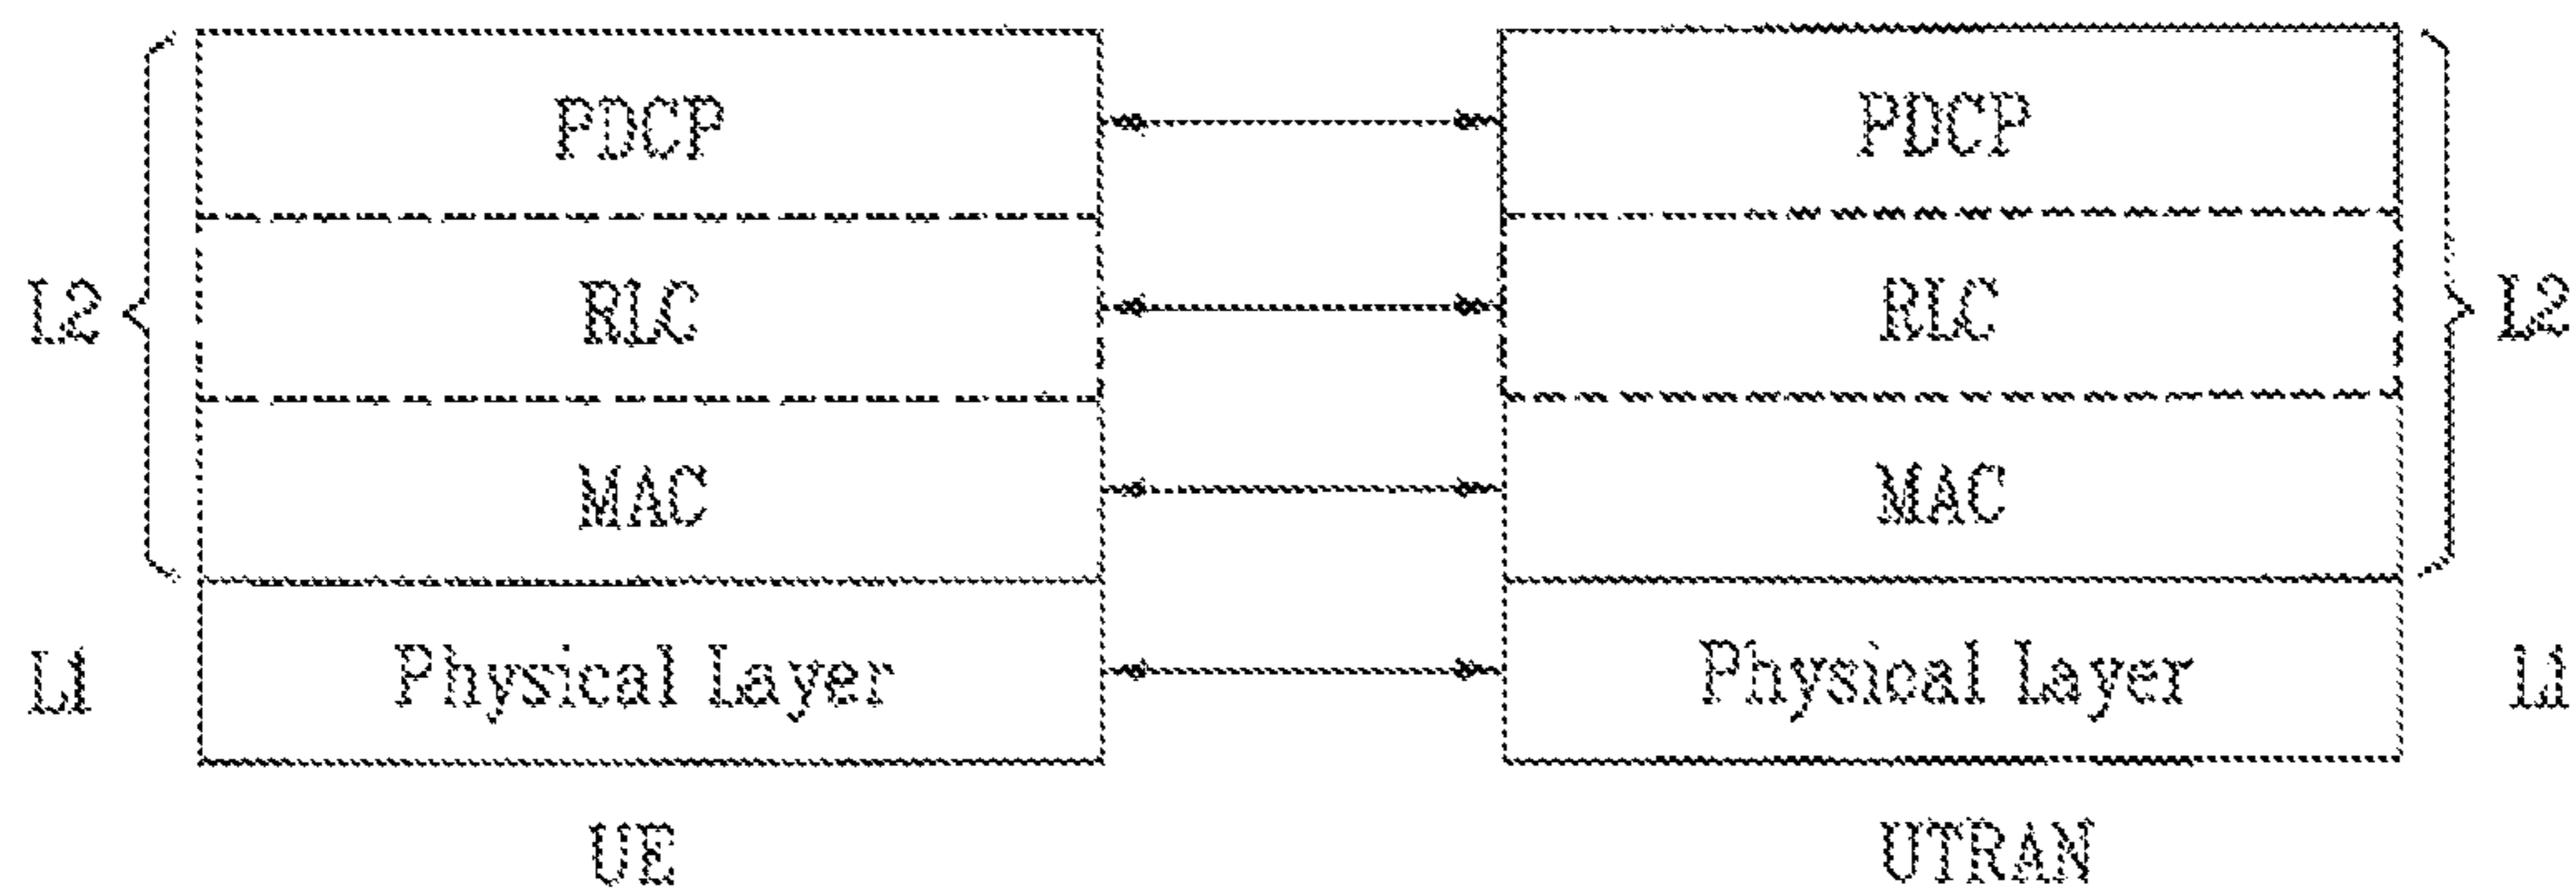 PDCP PDCP
L2 RLC RLC L2
MAC MAC
L1 Physical Layer Physical Layer L1
UE UTRAN